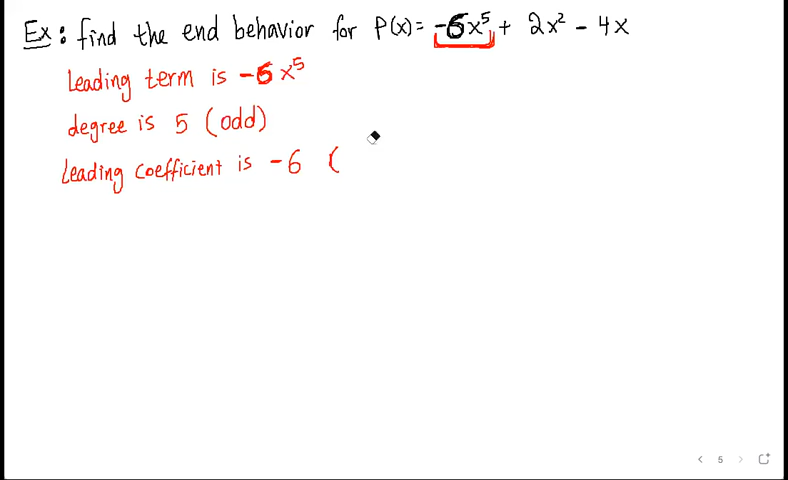 Ex: find the end behavior for P(x) = -6x⁵ + 2x² - 4x
Leading term is -6x⁵
degree is 5 (odd)
Leading coefficient is -6 (
5